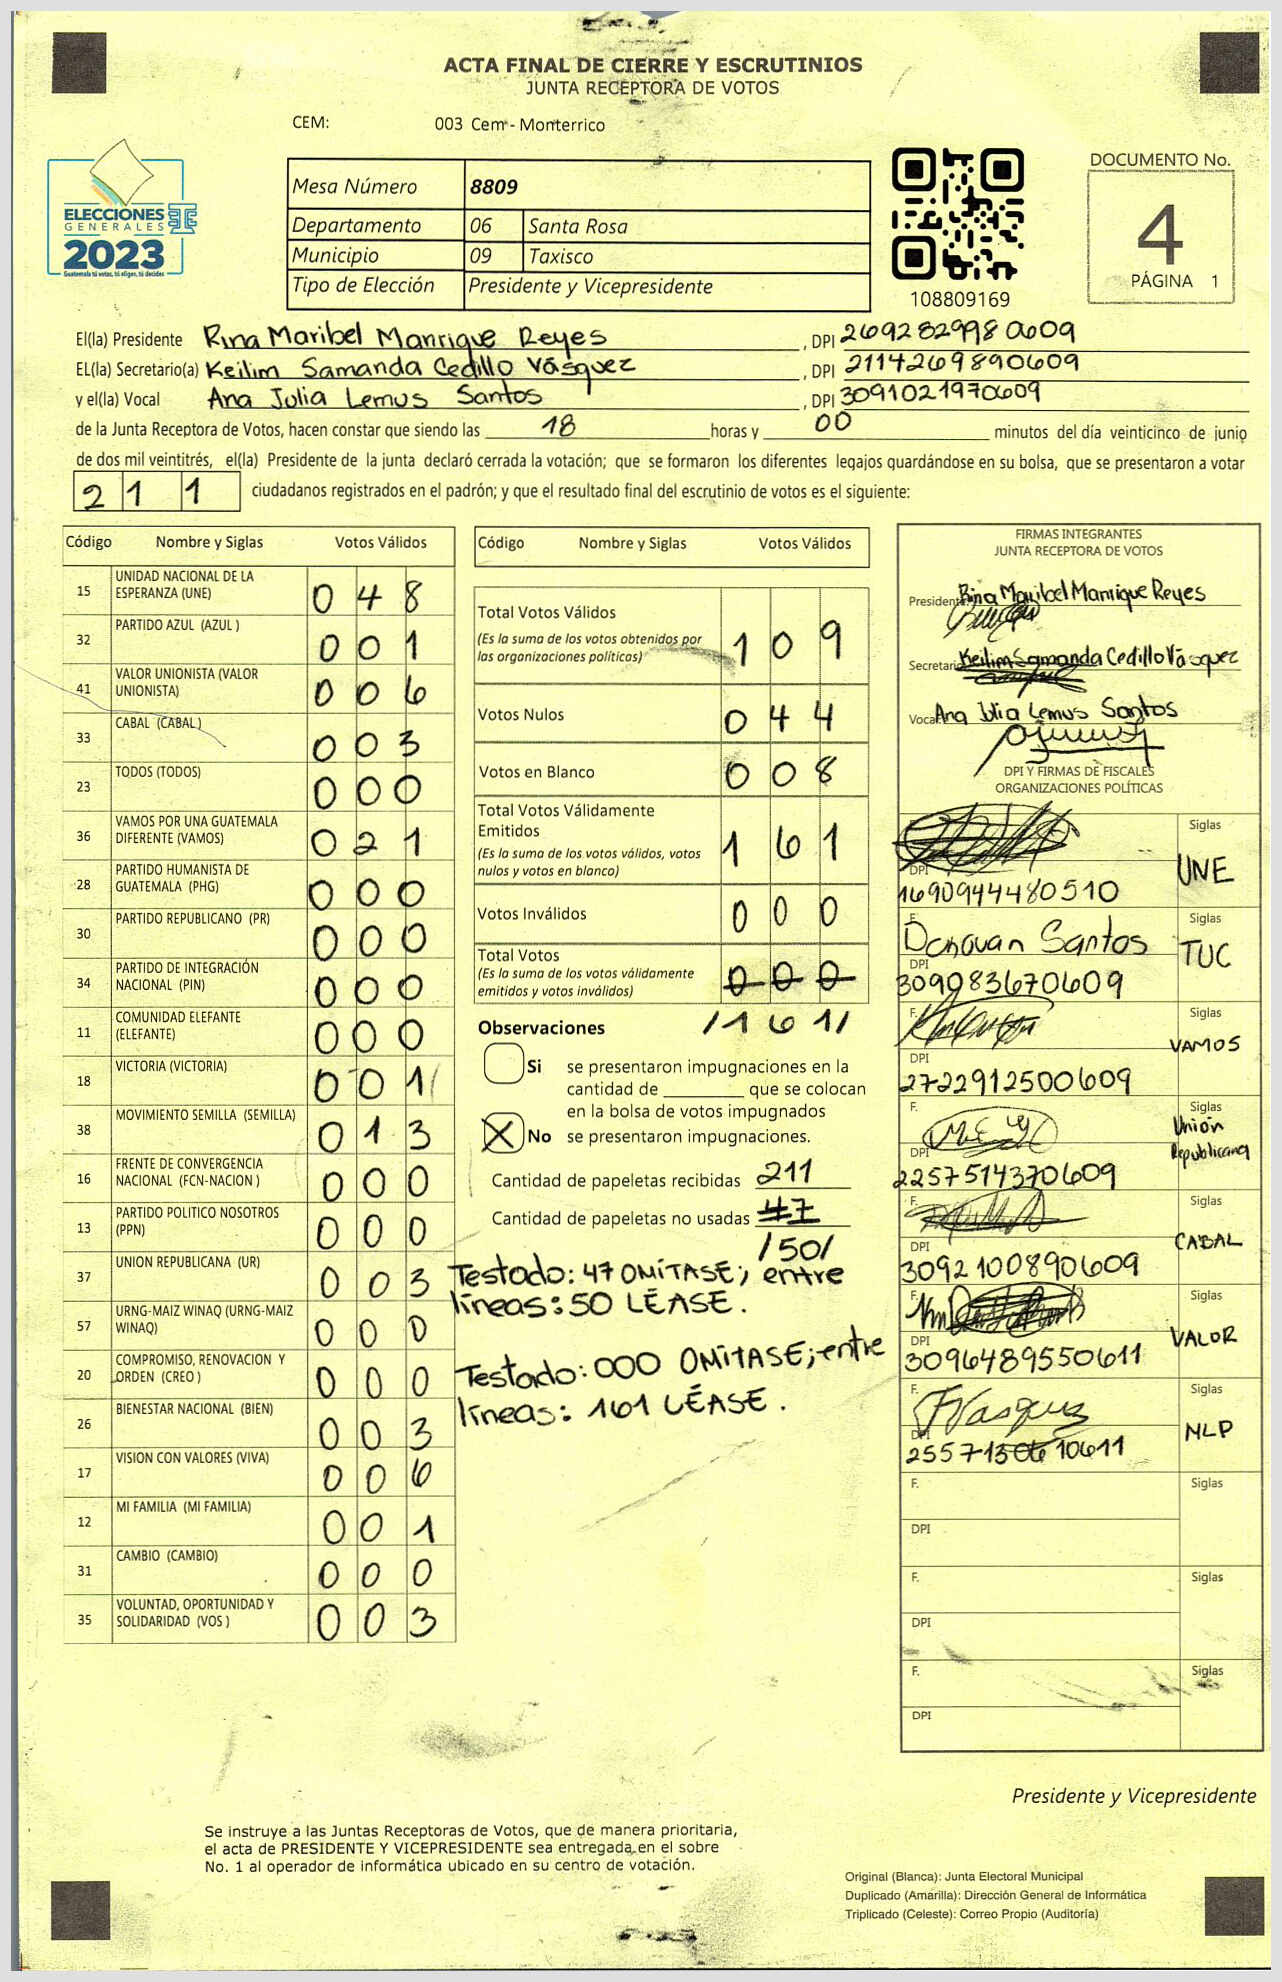 ACTA FINAL DE CIERRE Y ESCRUTINIOS
JUNTA RECEPTORA DE VOTOS
CEM: 003 Cem - Monterrico
ELECCIONES
GENERALES
2023
Guatemala tú votas, tú eliges, tú decides
Mesa Número 8809
Departamento 06 Santa Rosa
Municipio 09 Taxisco
Tipo de Elección Presidente y Vicepresidente
108809169
DOCUMENTO No.
4
PÁGINA 1
El(la) Presidente Rina Maribel Manrique Reyes , DPI 2692829980609
EL(la) Secretario(a) Keilim Samanda Cedillo Vásquez , DPI 2114269890609
y el(la) Vocal Ana Julia Lemus Santos , DPI 3091021970609
de la Junta Receptora de Votos, hacen constar que siendo las 18 horas y 00 minutos del día veinticinco de junio
de dos mil veintitrés, el(la) Presidente de la junta declaró cerrada la votación; que se formaron los diferentes legajos guardándose en su bolsa, que se presentaron a votar
2 1 1 ciudadanos registrados en el padrón; y que el resultado final del escrutinio de votos es el siguiente:
Código Nombre y Siglas Votos Válidos
15 UNIDAD NACIONAL DE LA ESPERANZA (UNE) 0 4 8
32 PARTIDO AZUL (AZUL ) 0 0 1
41 VALOR UNIONISTA (VALOR UNIONISTA) 0 0 6
33 CABAL (CABAL ) 0 0 3
23 TODOS (TODOS) 0 0 0
36 VAMOS POR UNA GUATEMALA DIFERENTE (VAMOS) 0 2 1
28 PARTIDO HUMANISTA DE GUATEMALA (PHG) 0 0 0
30 PARTIDO REPUBLICANO (PR) 0 0 0
34 PARTIDO DE INTEGRACIÓN NACIONAL (PIN) 0 0 0
11 COMUNIDAD ELEFANTE (ELEFANTE) 0 0 0
18 VICTORIA (VICTORIA) 0 0 1
38 MOVIMIENTO SEMILLA (SEMILLA) 0 1 3
16 FRENTE DE CONVERGENCIA NACIONAL (FCN-NACION ) 0 0 0
13 PARTIDO POLITICO NOSOTROS (PPN) 0 0 0
37 UNION REPUBLICANA (UR) 0 0 3
57 URNG-MAIZ WINAQ (URNG-MAIZ WINAQ) 0 0 0
20 COMPROMISO, RENOVACION Y ORDEN (CREO ) 0 0 0
26 BIENESTAR NACIONAL (BIEN) 0 0 3
17 VISION CON VALORES (VIVA) 0 0 6
12 MI FAMILIA (MI FAMILIA) 0 0 1
31 CAMBIO (CAMBIO) 0 0 0
35 VOLUNTAD, OPORTUNIDAD Y SOLIDARIDAD (VOS ) 0 0 3
Código Nombre y Siglas Votos Válidos
Total Votos Válidos 1 0 9
(Es la suma de los votos obtenidos por
las organizaciones políticas)
Votos Nulos 0 4 4
Votos en Blanco 0 0 8
Total Votos Válidamente
Emitidos 1 6 1
(Es la suma de los votos válidos, votos
nulos y votos en blanco)
Votos Inválidos 0 0 0
Total Votos 0 0 0
(Es la suma de los votos válidamente
emitidos y votos inválidos)
Observaciones /1 6 1/
Si se presentaron impugnaciones en la
cantidad de ________ que se colocan
en la bolsa de votos impugnados
X No se presentaron impugnaciones.
Cantidad de papeletas recibidas 211
Cantidad de papeletas no usadas 47
/50/
Testado: 47 OMÍTASE; entre
líneas: 50 LÉASE.
Testado: 000 OMÍTASE; entre
líneas: 161 LÉASE.
FIRMAS INTEGRANTES
JUNTA RECEPTORA DE VOTOS
Presidente Rina Maribel Manrique Reyes
Secretari Keilim Samanda Cedillo Vásquez
Vocal Ana Julia Lemus Santos
DPI Y FIRMAS DE FISCALES
ORGANIZACIONES POLÍTICAS
F. Siglas
UNE
DPI
1690944480510
F. Siglas
Donovan Santos TUC
DPI
309083670609
F. Siglas
VAMOS
DPI
2722912500609
F. Siglas
Unión
Republicana
DPI
2257514370609
F. Siglas
CABAL
DPI
3092100890609
F. Siglas
VALOR
DPI
3096489550611
F. Siglas
FVasquez MLP
DPI
F. Siglas
DPI
F. Siglas
DPI
F. Siglas
DPI
Presidente y Vicepresidente
Se instruye a las Juntas Receptoras de Votos, que de manera prioritaria,
el acta de PRESIDENTE Y VICEPRESIDENTE sea entregada en el sobre
No. 1 al operador de informática ubicado en su centro de votación.
Original (Blanca): Junta Electoral Municipal
Duplicado (Amarilla): Dirección General de Informática
Triplicado (Celeste): Correo Propio (Auditoría)